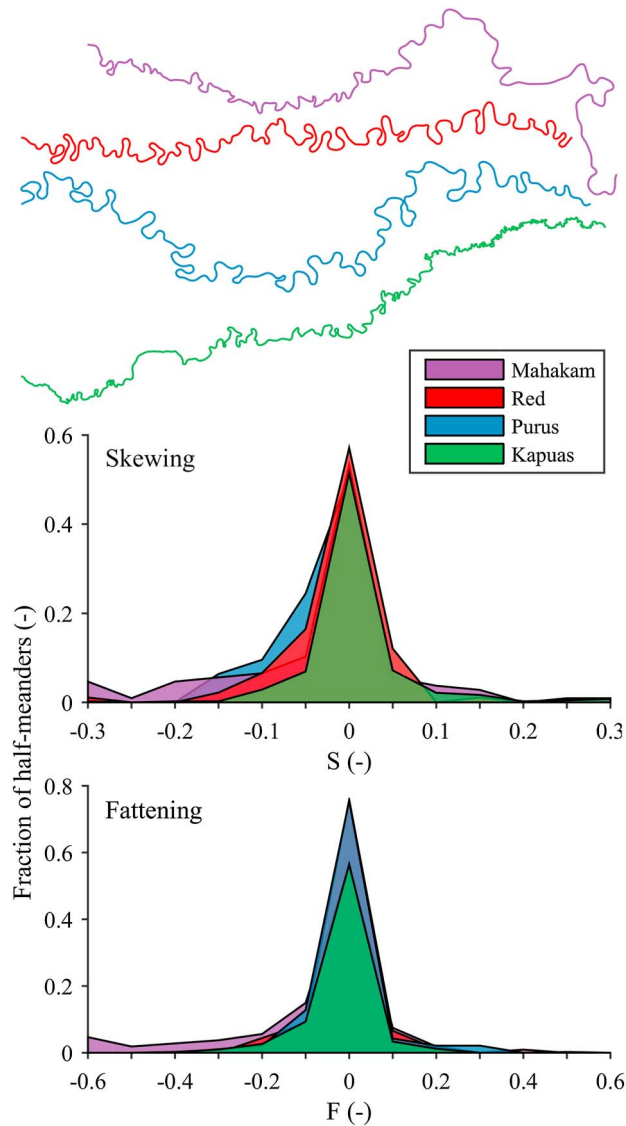 Mahakam
Red
Purus
Kapuas
Fraction of half-meanders (-)
Skewing
0.6
0.4
0.2
0
-0.3 -0.2 -0.1 0 0.1 0.2 0.3
S (-)
Fattening
0.8
0.6
0.4
0.2
0
-0.6 -0.4 -0.2 0 0.2 0.4 0.6
F (-)